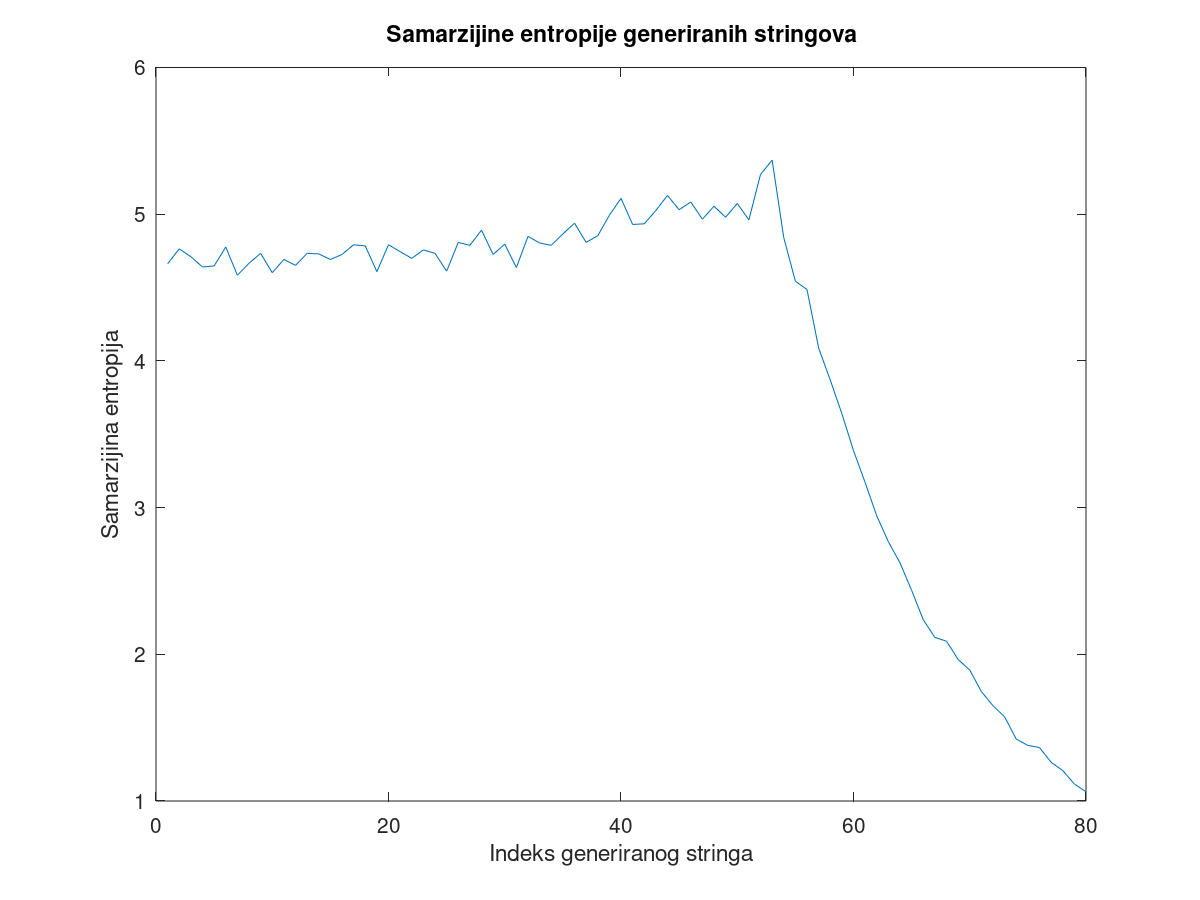 Samarzijine entropije generiranih stringova
6
5
4
3
2
1
Samarzijina entropija
0 20 40 60 80
Indeks generiranog stringa